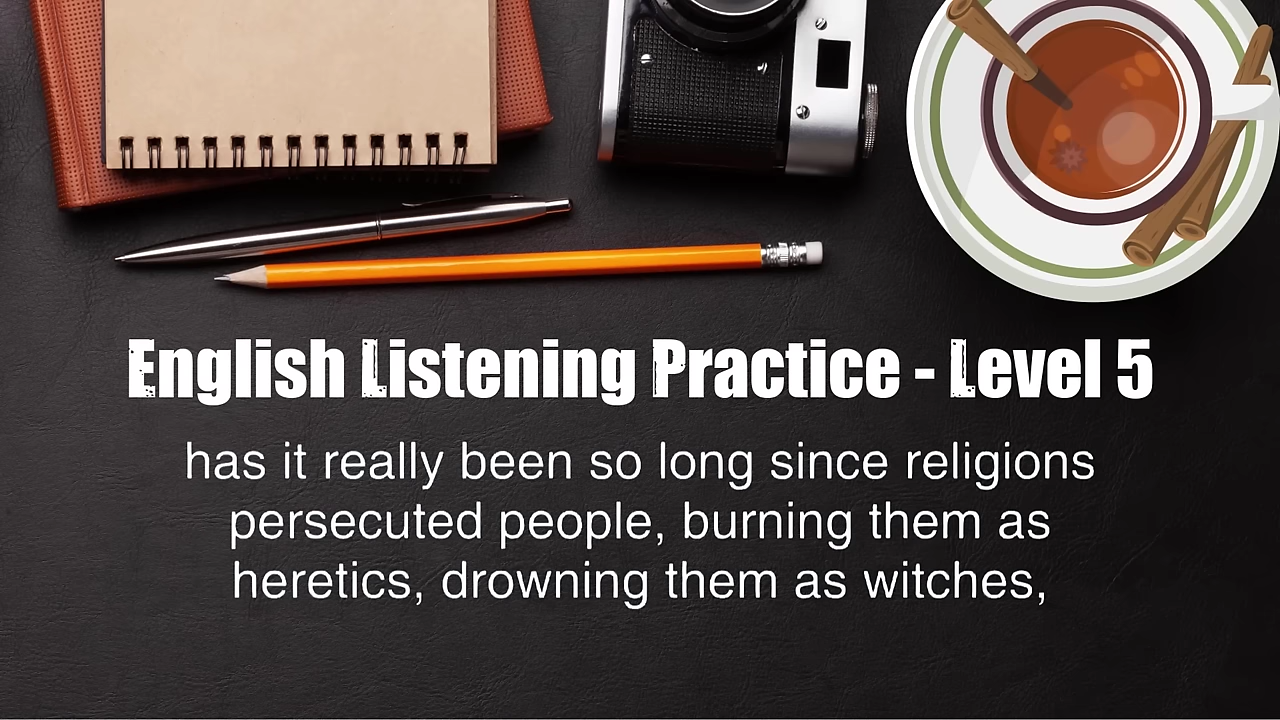 English Listening Practice - Level 5
has it really been so long since religions
persecuted people, burning them as
heretics, drowning them as witches,